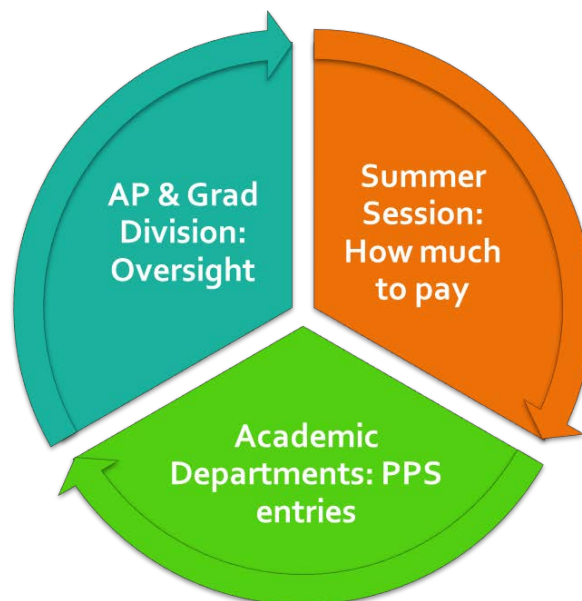 AP & Grad
Division:
Oversight
Summer
Session:
How much
to pay
Academic
Departments: PPS
entries